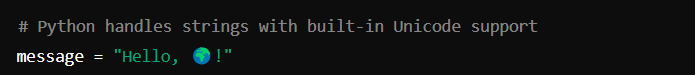 # Python handles strings with built-in Unicode support
message = "Hello, 🌍!"